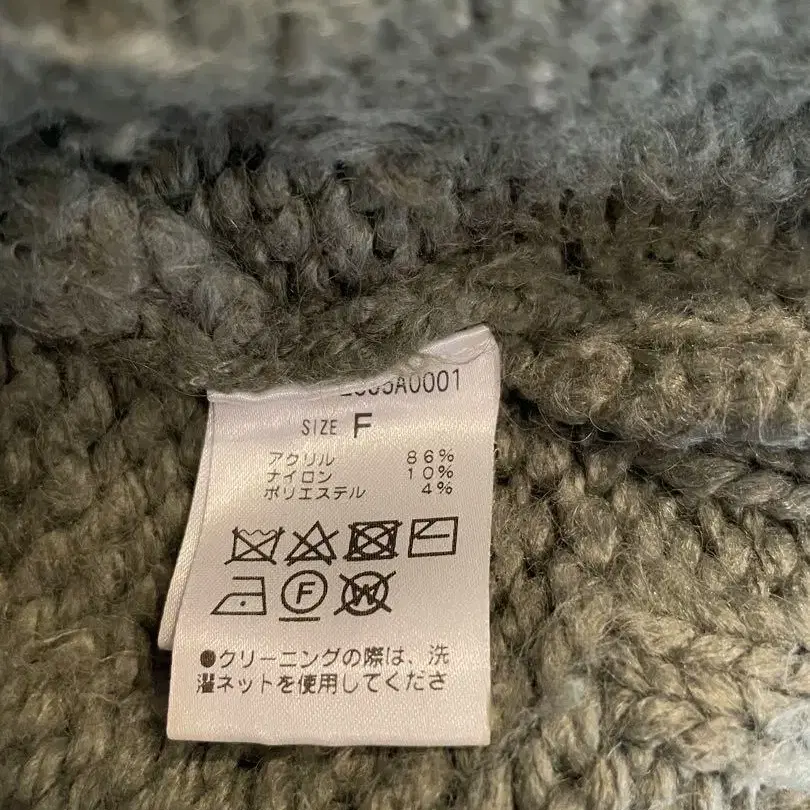 A0001
SIZE F
アクリル 86%
ナイロン 10%
ポリエステル 4%
F
W
●クリーニングの際は、洗
濯ネットを使用してくださ